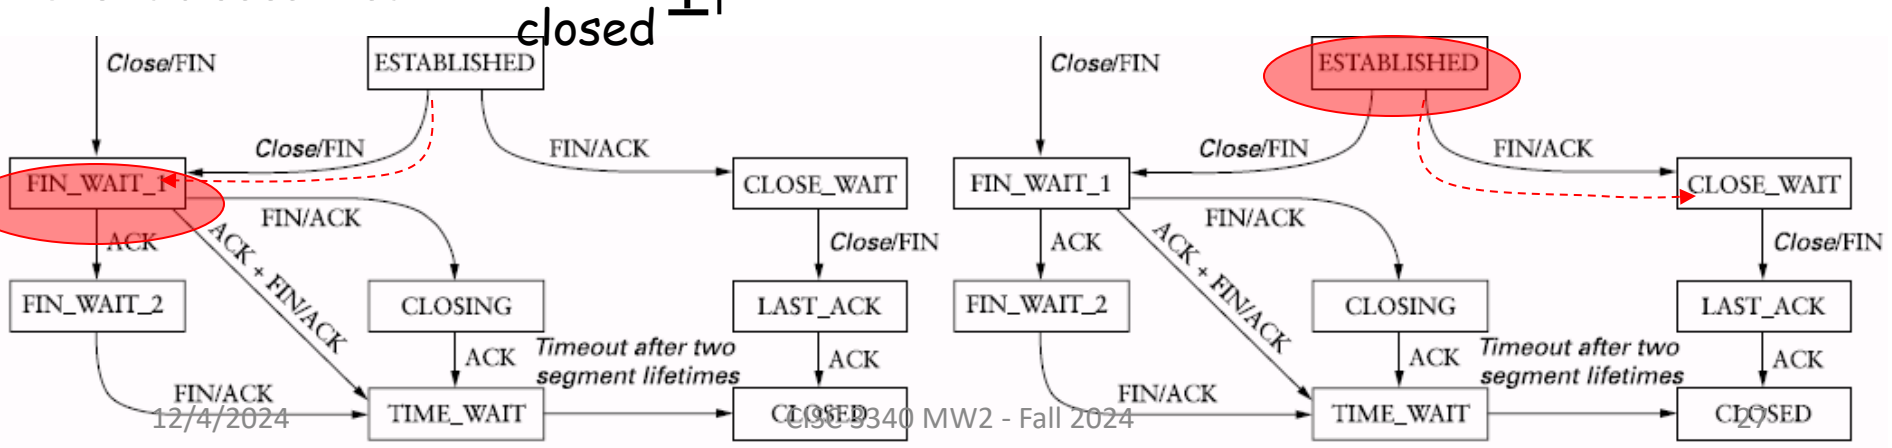 closed
Close/FIN
ESTABLISHED
Close/FIN
FIN/ACK
FIN_WAIT_1
CLOSE_WAIT
FIN/ACK
ACK
ACK + FIN/ACK
Close/FIN
FIN_WAIT_2
CLOSING
LAST_ACK
ACK
Timeout after two
segment lifetimes
ACK
FIN/ACK
TIME_WAIT
CLOSED
Close/FIN
ESTABLISHED
Close/FIN
FIN/ACK
FIN_WAIT_1
CLOSE_WAIT
FIN/ACK
ACK
ACK + FIN/ACK
Close/FIN
FIN_WAIT_2
CLOSING
LAST_ACK
ACK
Timeout after two
segment lifetimes
ACK
FIN/ACK
TIME_WAIT
CLOSED
12/4/2024
CISC 3340 MW2 - Fall 2024
27